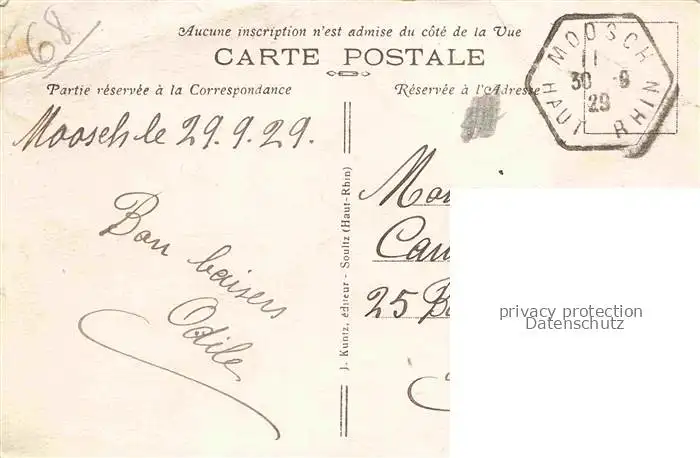 68
Aucune inscription n'est admise du côté de la Vue
CARTE POSTALE
Partie réservée à la Correspondance
Réservée à l'Adresse
MOOSCH
30 -9
29
HAUT RHIN
Moosch le 29.9.29.
Bon baisers
Odile
J. Kuntz, éditeur - Soultz (Haut-Rhin)
25
privacy protection
Datenschutz